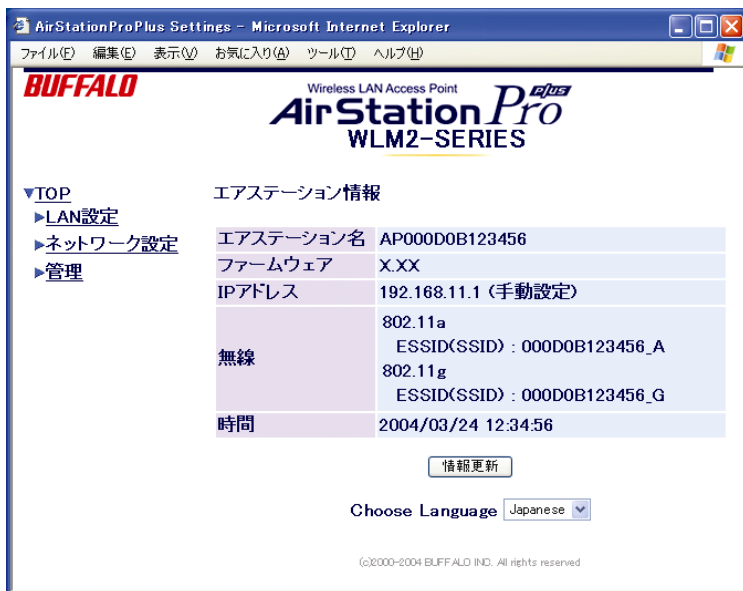 AirStationProPlus Settings - Microsoft Internet Explorer
ファイル(F) 編集(E) 表示(V) お気に入り(A) ツール(T) ヘルプ(H)
BUFFALO
Wireless LAN Access Point
AirStation Pro plus
WLM2-SERIES
▼TOP
▶LAN設定
▶ネットワーク設定
▶管理
エアステーション情報
エアステーション名 AP000D0B123456
ファームウェア X.XX
IPアドレス 192.168.11.1 (手動設定)
無線
802.11a
ESSID(SSID) : 000D0B123456_A
802.11g
ESSID(SSID) : 000D0B123456_G
時間 2004/03/24 12:34:56
情報更新
Choose Language Japanese
(c)2000-2004 BUFFALO INC. All rights reserved